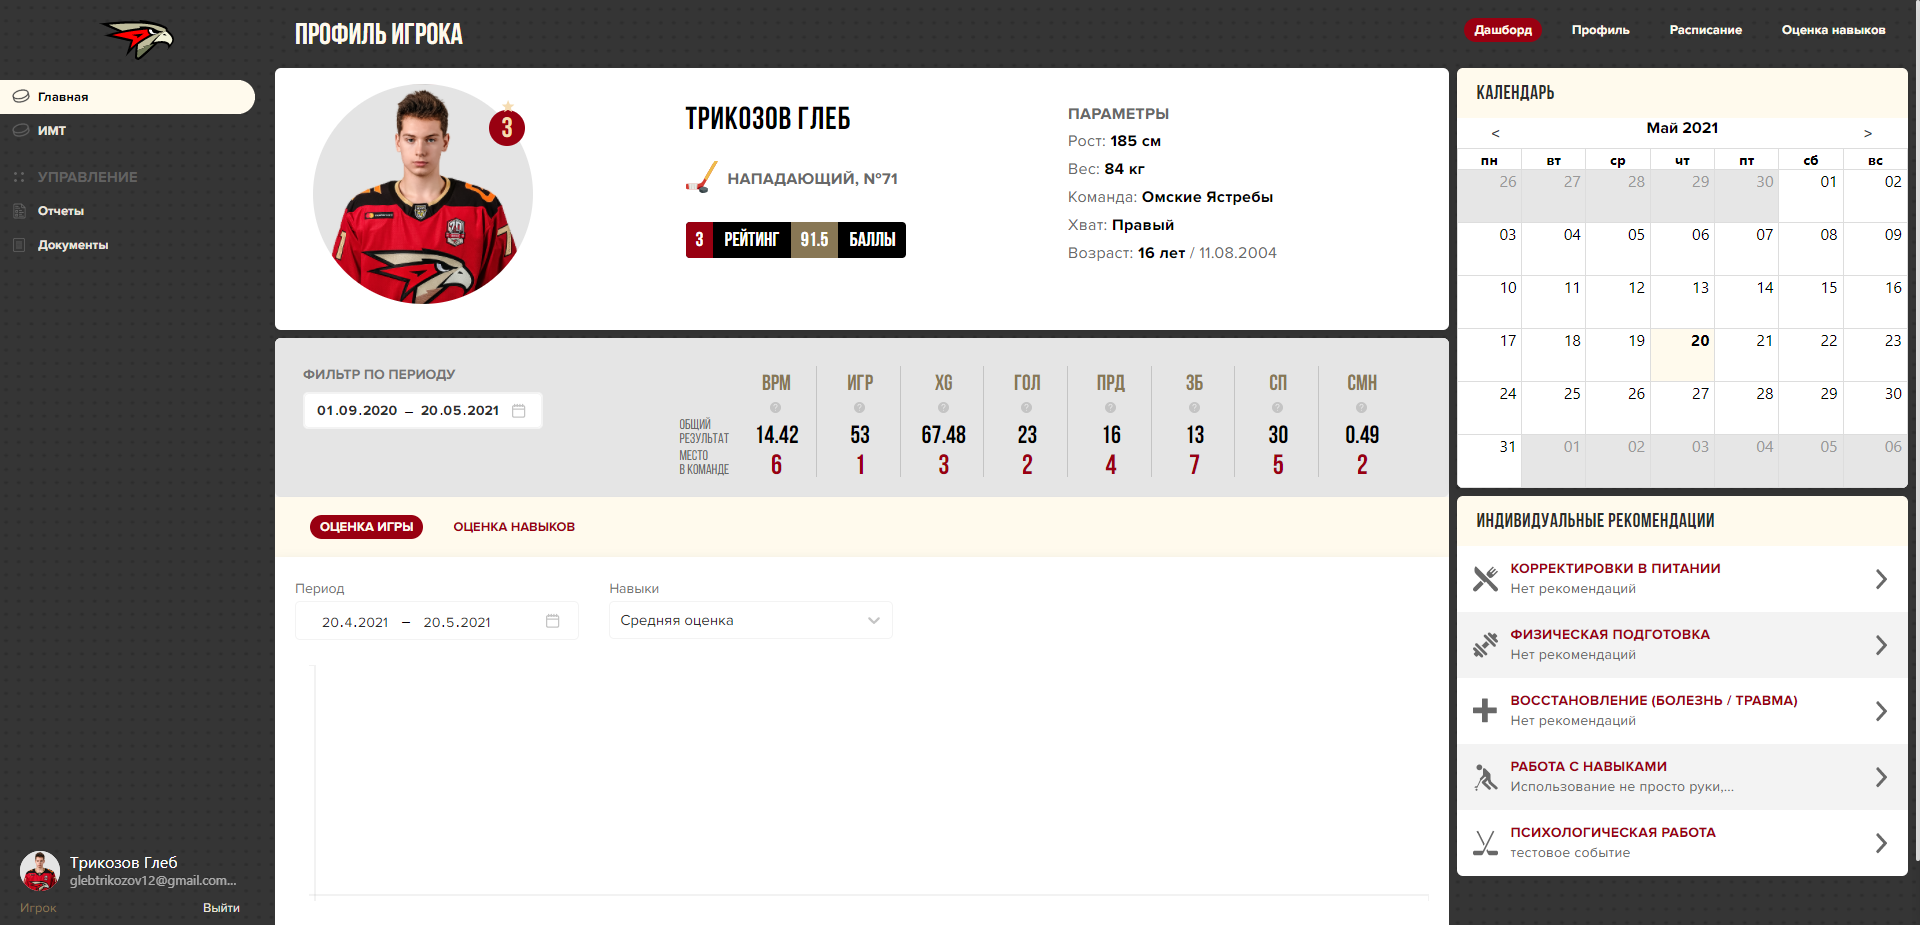 ПРОФИЛЬ ИГРОКА
Дашборд Профиль Расписание Оценка навыков
Главная
ИМТ
УПРАВЛЕНИЕ
Отчеты
Документы
3
ТРИКОЗОВ ГЛЕБ
НАПАДАЮЩИЙ, №71
3 РЕЙТИНГ 91.5 БАЛЛЫ
ПАРАМЕТРЫ
Рост: 185 см
Вес: 84 кг
Команда: Омские Ястребы
Хват: Правый
Возраст: 16 лет / 11.08.2004
ФИЛЬТР ПО ПЕРИОДУ
01.09.2020 – 20.05.2021
ВРМ ИГР XG ГОЛ ПРД ЗБ СП СМН
? ? ? ? ? ? ? ?
ОБЩИЙ
РЕЗУЛЬТАТ 14.42 53 67.48 23 16 13 30 0.49
МЕСТО
В КОМАНДЕ 6 1 3 2 4 7 5 2
ОЦЕНКА ИГРЫ ОЦЕНКА НАВЫКОВ
Период Навыки
20.4.2021 – 20.5.2021 Средняя оценка
КАЛЕНДАРЬ
< Май 2021 >
пн вт ср чт пт сб вс
26 27 28 29 30 01 02
03 04 05 06 07 08 09
10 11 12 13 14 15 16
17 18 19 20 21 22 23
24 25 26 27 28 29 30
31 01 02 03 04 05 06
ИНДИВИДУАЛЬНЫЕ РЕКОМЕНДАЦИИ
КОРРЕКТИРОВКИ В ПИТАНИИ
Нет рекомендаций
ФИЗИЧЕСКАЯ ПОДГОТОВКА
Нет рекомендаций
ВОССТАНОВЛЕНИЕ (БОЛЕЗНЬ / ТРАВМА)
Нет рекомендаций
РАБОТА С НАВЫКАМИ
Использование не просто руки,...
ПСИХОЛОГИЧЕСКАЯ РАБОТА
тестовое событие
Трикозов Глеб
glebtrikozov12@gmail.com...
Игрок Выйти